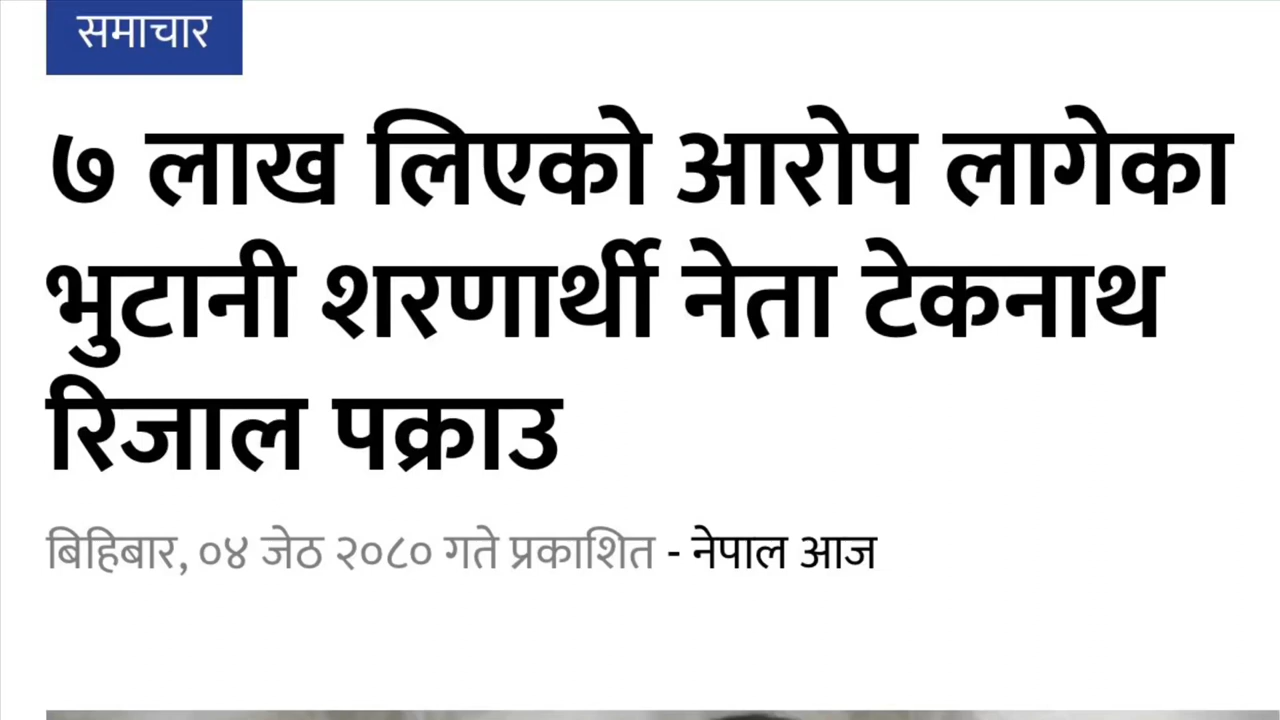 समाचार
७ लाख लिएको आरोप लागेका
भुटानी शरणार्थी नेता टेकनाथ
रिजाल पक्राउ
बिहिबार, ०४ जेठ २०८० गते प्रकाशित - नेपाल आज